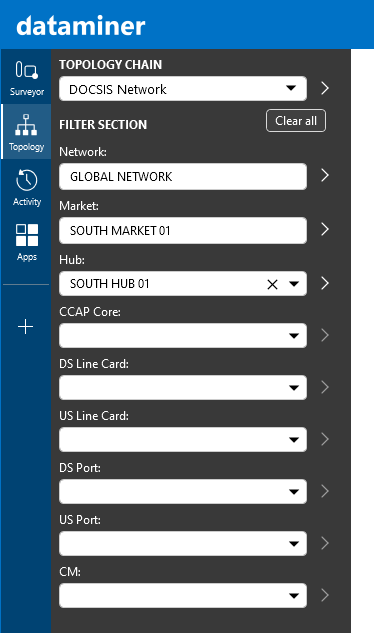 dataminer
Surveyor
Topology
Activity
Apps
TOPOLOGY CHAIN
DOCSIS Network
FILTER SECTION
Clear all
Network:
GLOBAL NETWORK
Market:
SOUTH MARKET 01
Hub:
SOUTH HUB 01
CCAP Core:
DS Line Card:
US Line Card:
DS Port:
US Port:
CM: